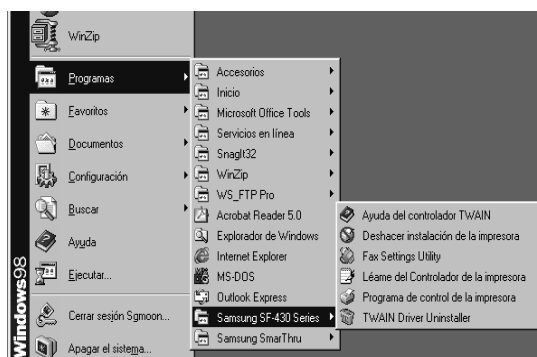 WinZip
Programas
Favoritos
Documentos
Configuración
Buscar
Ayuda
Ejecutar...
Cerrar sesión Sgmoon...
Apagar el sistema...
Windows98
Accesorios
Inicio
Microsoft Office Tools
Servicios en línea
SnagIt32
WinZip
WS_FTP Pro
Acrobat Reader 5.0
Explorador de Windows
Internet Explorer
MS-DOS
Outlook Express
Samsung SF-430 Series
Samsung SmarThru
Ayuda del controlador TWAIN
Deshacer instalación de la impresora
Fax Settings Utility
Léame del Controlador de la impresora
Programa de control de la impresora
TWAIN Driver Uninstaller